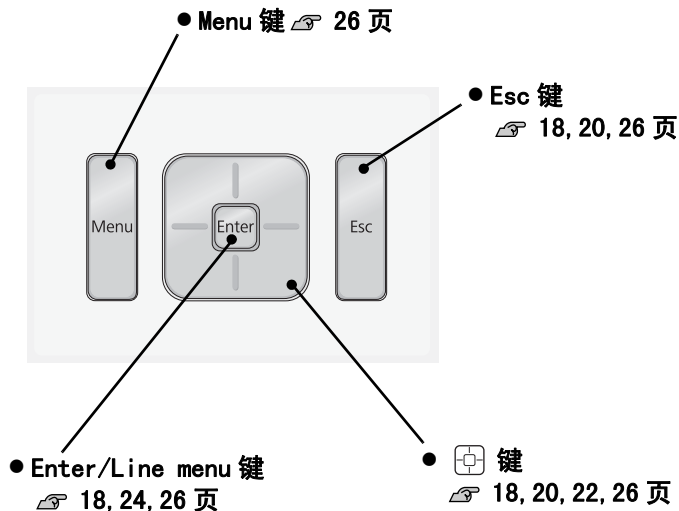 ● Menu 键 ☞ 26 页
● Esc 键
☞ 18, 20, 26 页
Menu
Enter
Esc
● Enter/Line menu 键
☞ 18, 24, 26 页
● 键
☞ 18, 20, 22, 26 页